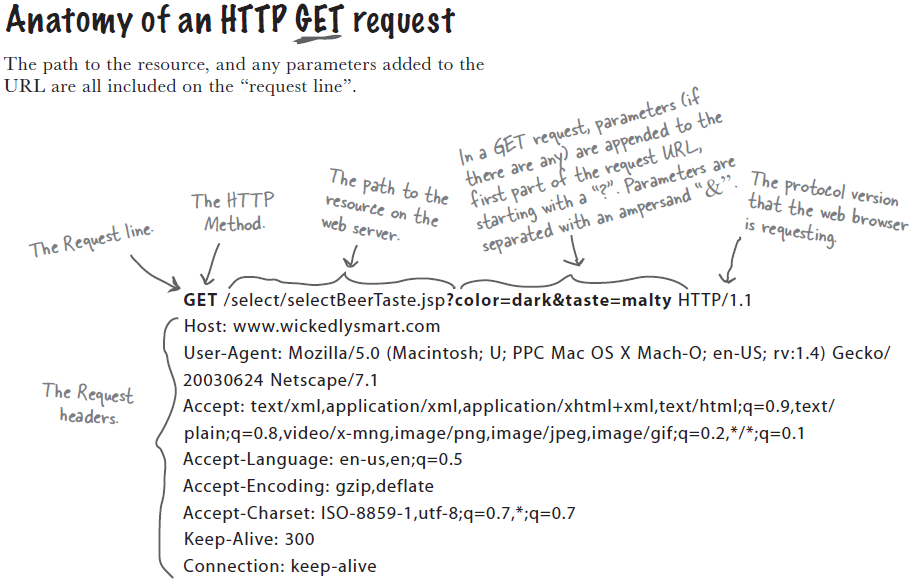 Anatomy of an HTTP GET request
The path to the resource, and any parameters added to the
URL are all included on the “request line”.
The Request line.
The HTTP
Method.
The path to the
resource on the
web server.
In a GET request, parameters (if
there are any) are appended to the
first part of the request URL,
starting with a “?”. Parameters are
separated with an ampersand “&”.
The protocol version
that the web browser
is requesting.
GET /select/selectBeerTaste.jsp?color=dark&taste=malty HTTP/1.1
Host: www.wickedlysmart.com
User-Agent: Mozilla/5.0 (Macintosh; U; PPC Mac OS X Mach-O; en-US; rv:1.4) Gecko/
20030624 Netscape/7.1
Accept: text/xml,application/xml,application/xhtml+xml,text/html;q=0.9,text/
plain;q=0.8,video/x-mng,image/png,image/jpeg,image/gif;q=0.2,*/*;q=0.1
Accept-Language: en-us,en;q=0.5
Accept-Encoding: gzip,deflate
Accept-Charset: ISO-8859-1,utf-8;q=0.7,*;q=0.7
Keep-Alive: 300
Connection: keep-alive
The Request
headers.